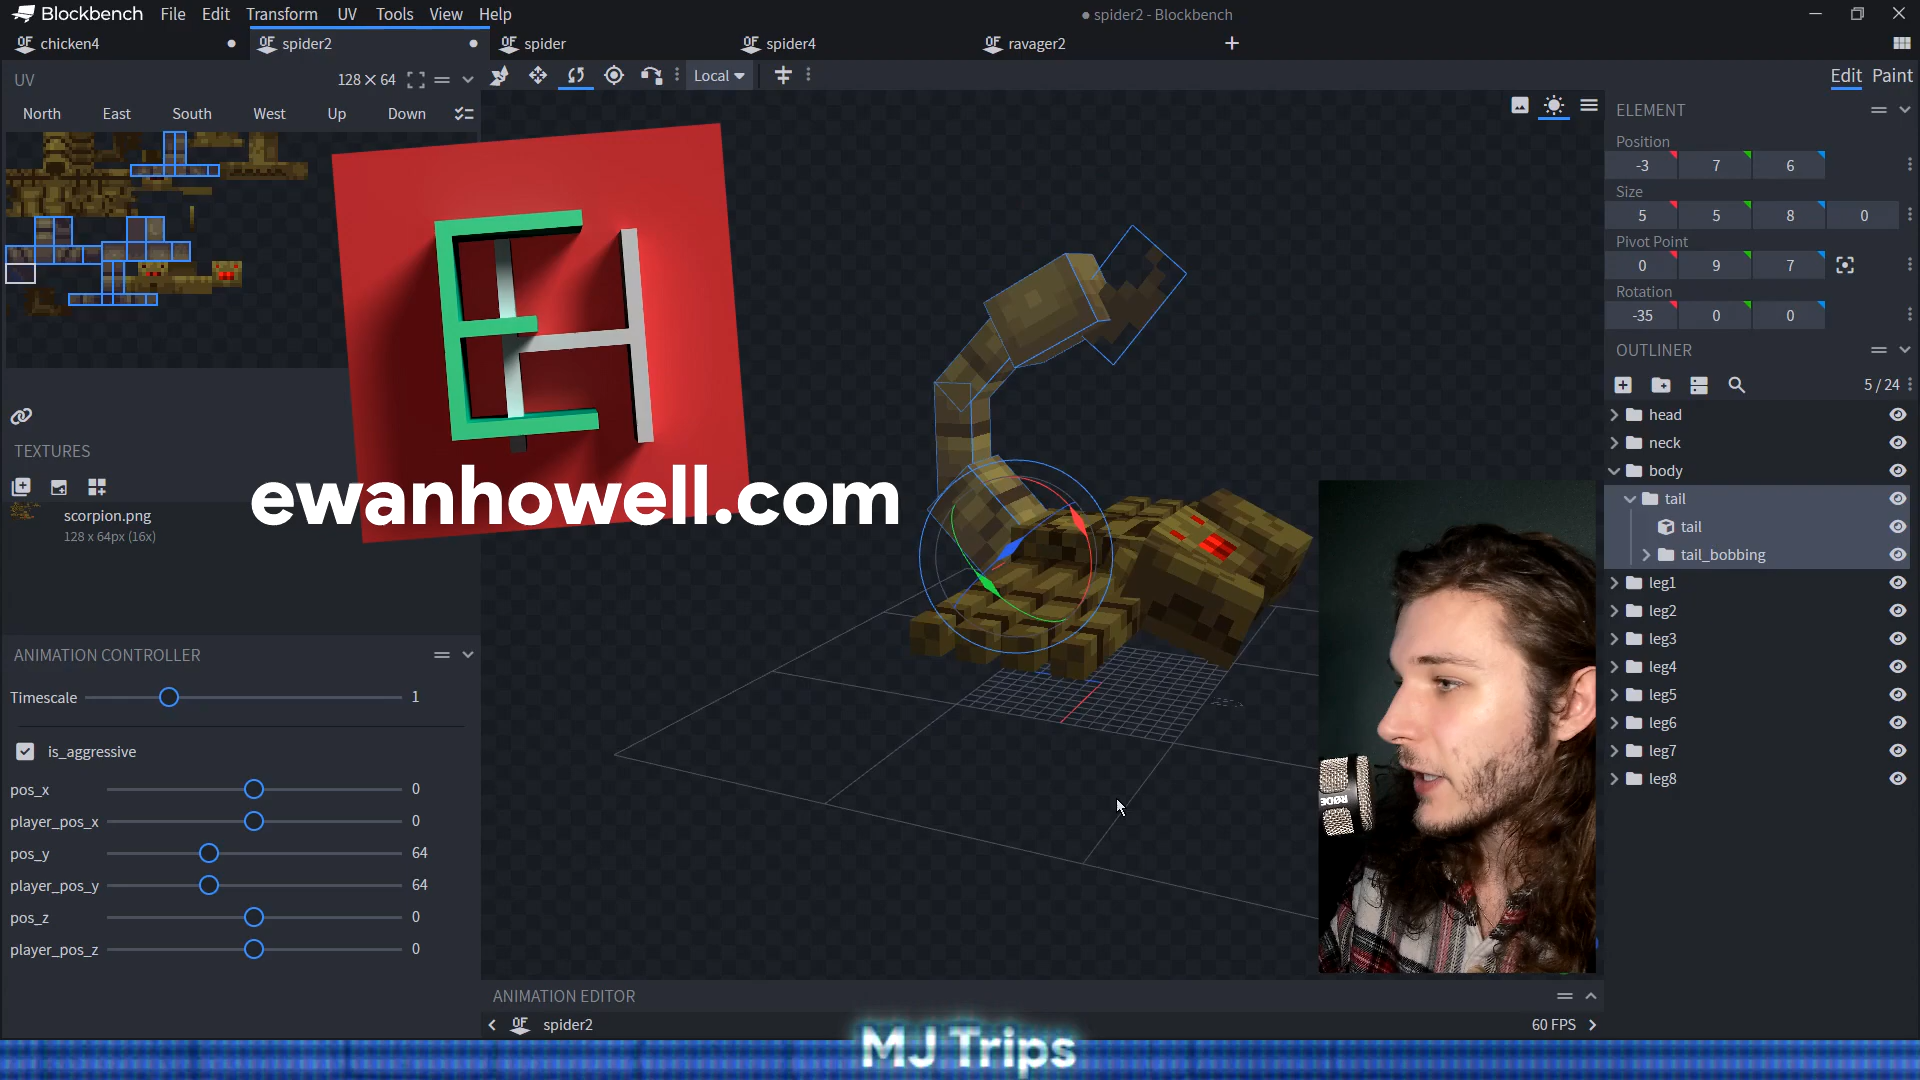 Blockbench File Edit Transform UV Tools View Help
spider2 - Blockbench
chicken4 spider2 spider spider4 ravager2
UV 128 × 64
Local
Edit Paint
North East South West Up Down
ELEMENT
Position
-3 7 6
Size
5 5 8 0
Pivot Point
0 9 7
Rotation
-35 0 0
OUTLINER
5 / 24
head
neck
body
tail
tail
tail_bobbing
leg1
leg2
leg3
leg4
leg5
leg6
leg7
leg8
TEXTURES
scorpion.png
128 x 64px (16x)
EH
ewanhowell.com
RØDE
ANIMATION CONTROLLER
Timescale 1
is_aggressive
pos_x 0
player_pos_x 0
pos_y 64
player_pos_y 64
pos_z 0
player_pos_z 0
ANIMATION EDITOR
OF spider2
60 FPS
MJ Trips